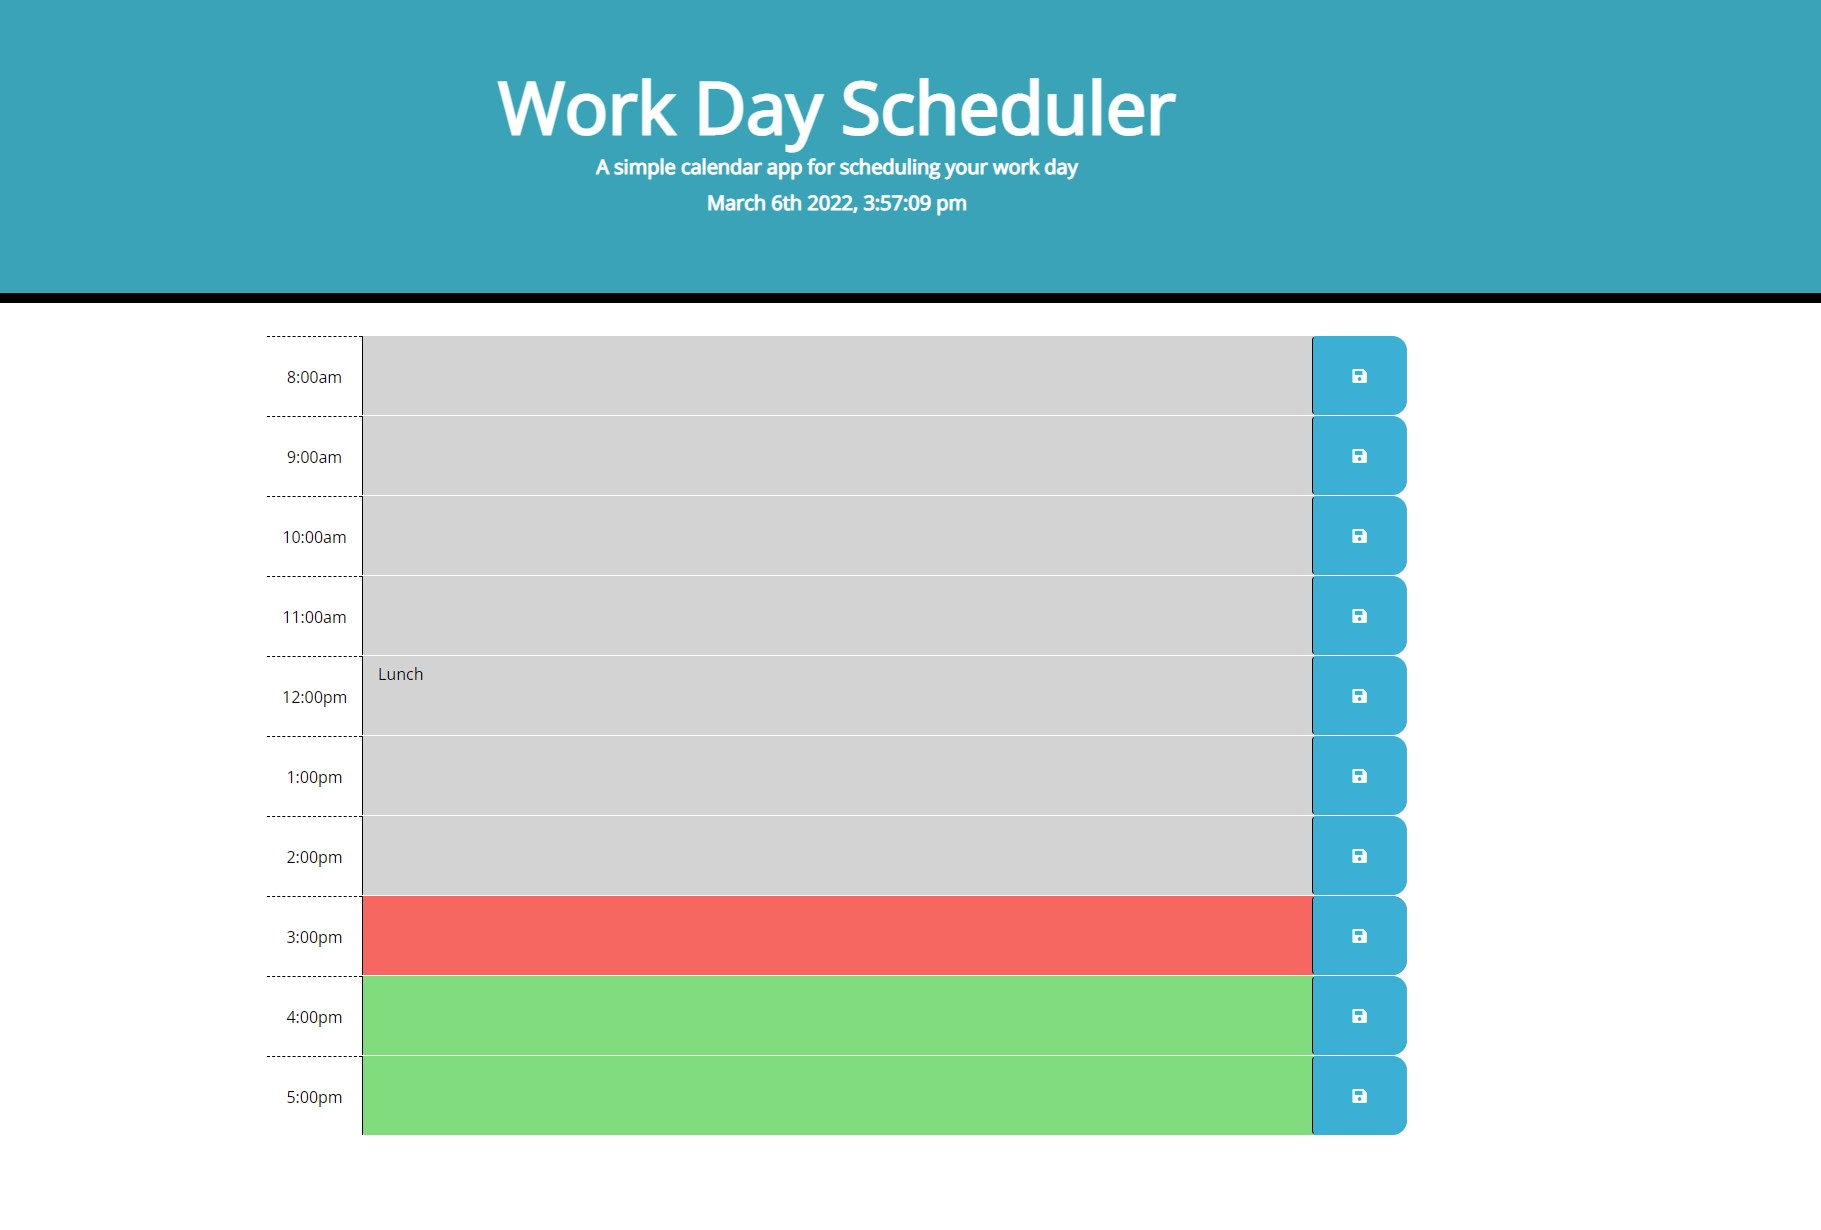 Work Day Scheduler
A simple calendar app for scheduling your work day
March 6th 2022, 3:57:09 pm
8:00am
9:00am
10:00am
11:00am
Lunch
12:00pm
1:00pm
2:00pm
3:00pm
4:00pm
5:00pm